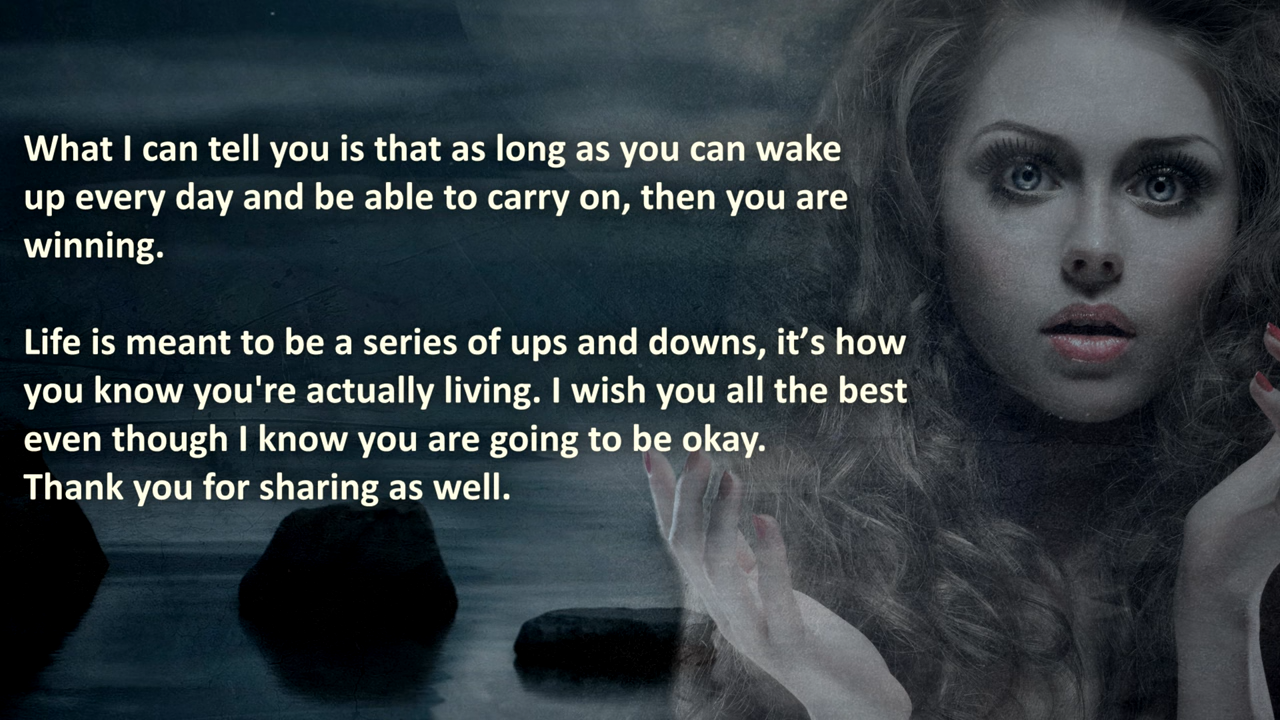 What I can tell you is that as long as you can wake
up every day and be able to carry on, then you are
winning.
Life is meant to be a series of ups and downs, it’s how
you know you're actually living. I wish you all the best
even though I know you are going to be okay.
Thank you for sharing as well.